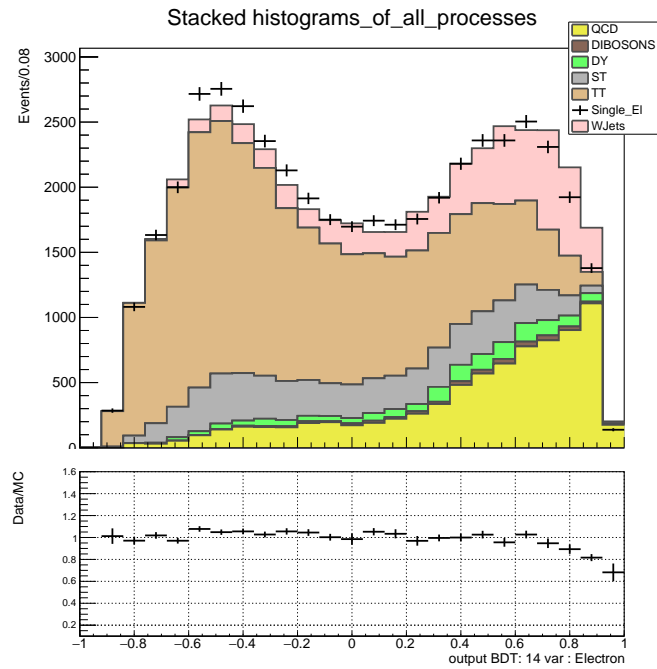 Stacked histograms_of_all_processes
Events/0.08
3000
2500
2000
1500
1000
500
0
QCD
DIBOSONS
DY
ST
TT
Single_El
WJets
Data/MC
1.6
1.4
1.2
1
0.8
0.6
0.4
0.2
−1 −0.8 −0.6 −0.4 −0.2 0 0.2 0.4 0.6 0.8 1
output BDT: 14 var : Electron